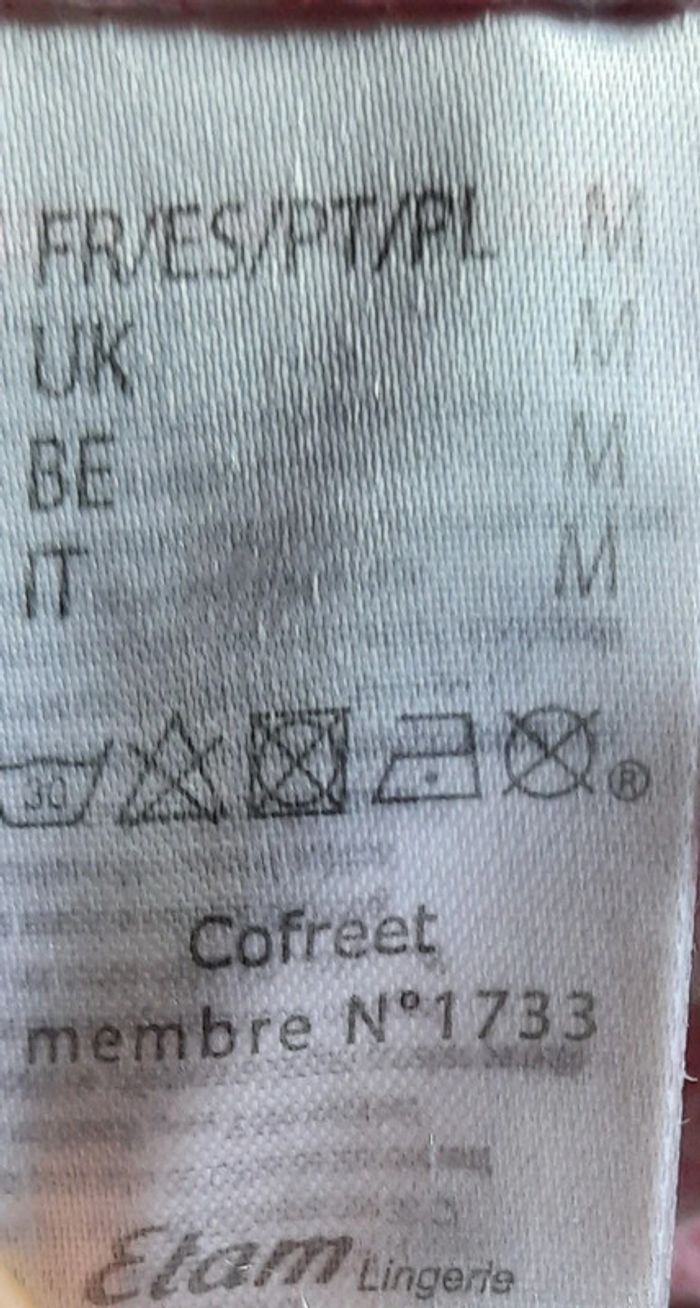 FR/ES/PT/PL M
UK M
BE M
IT M
30 ®
Cofreet
membre N°1733
Etam Lingerie